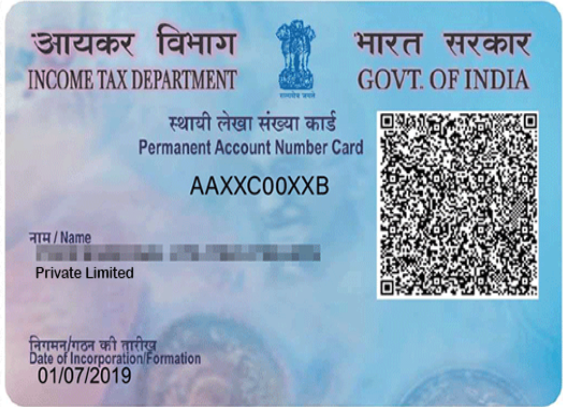 आयकर विभाग
INCOME TAX DEPARTMENT
सत्यमेव जयते
भारत सरकार
GOVT. OF INDIA
स्थायी लेखा संख्या कार्ड
Permanent Account Number Card
AAXXC00XXB
नाम / Name
Private Limited
निगमन/गठन की तारीख
Date of Incorporation/Formation
01/07/2019